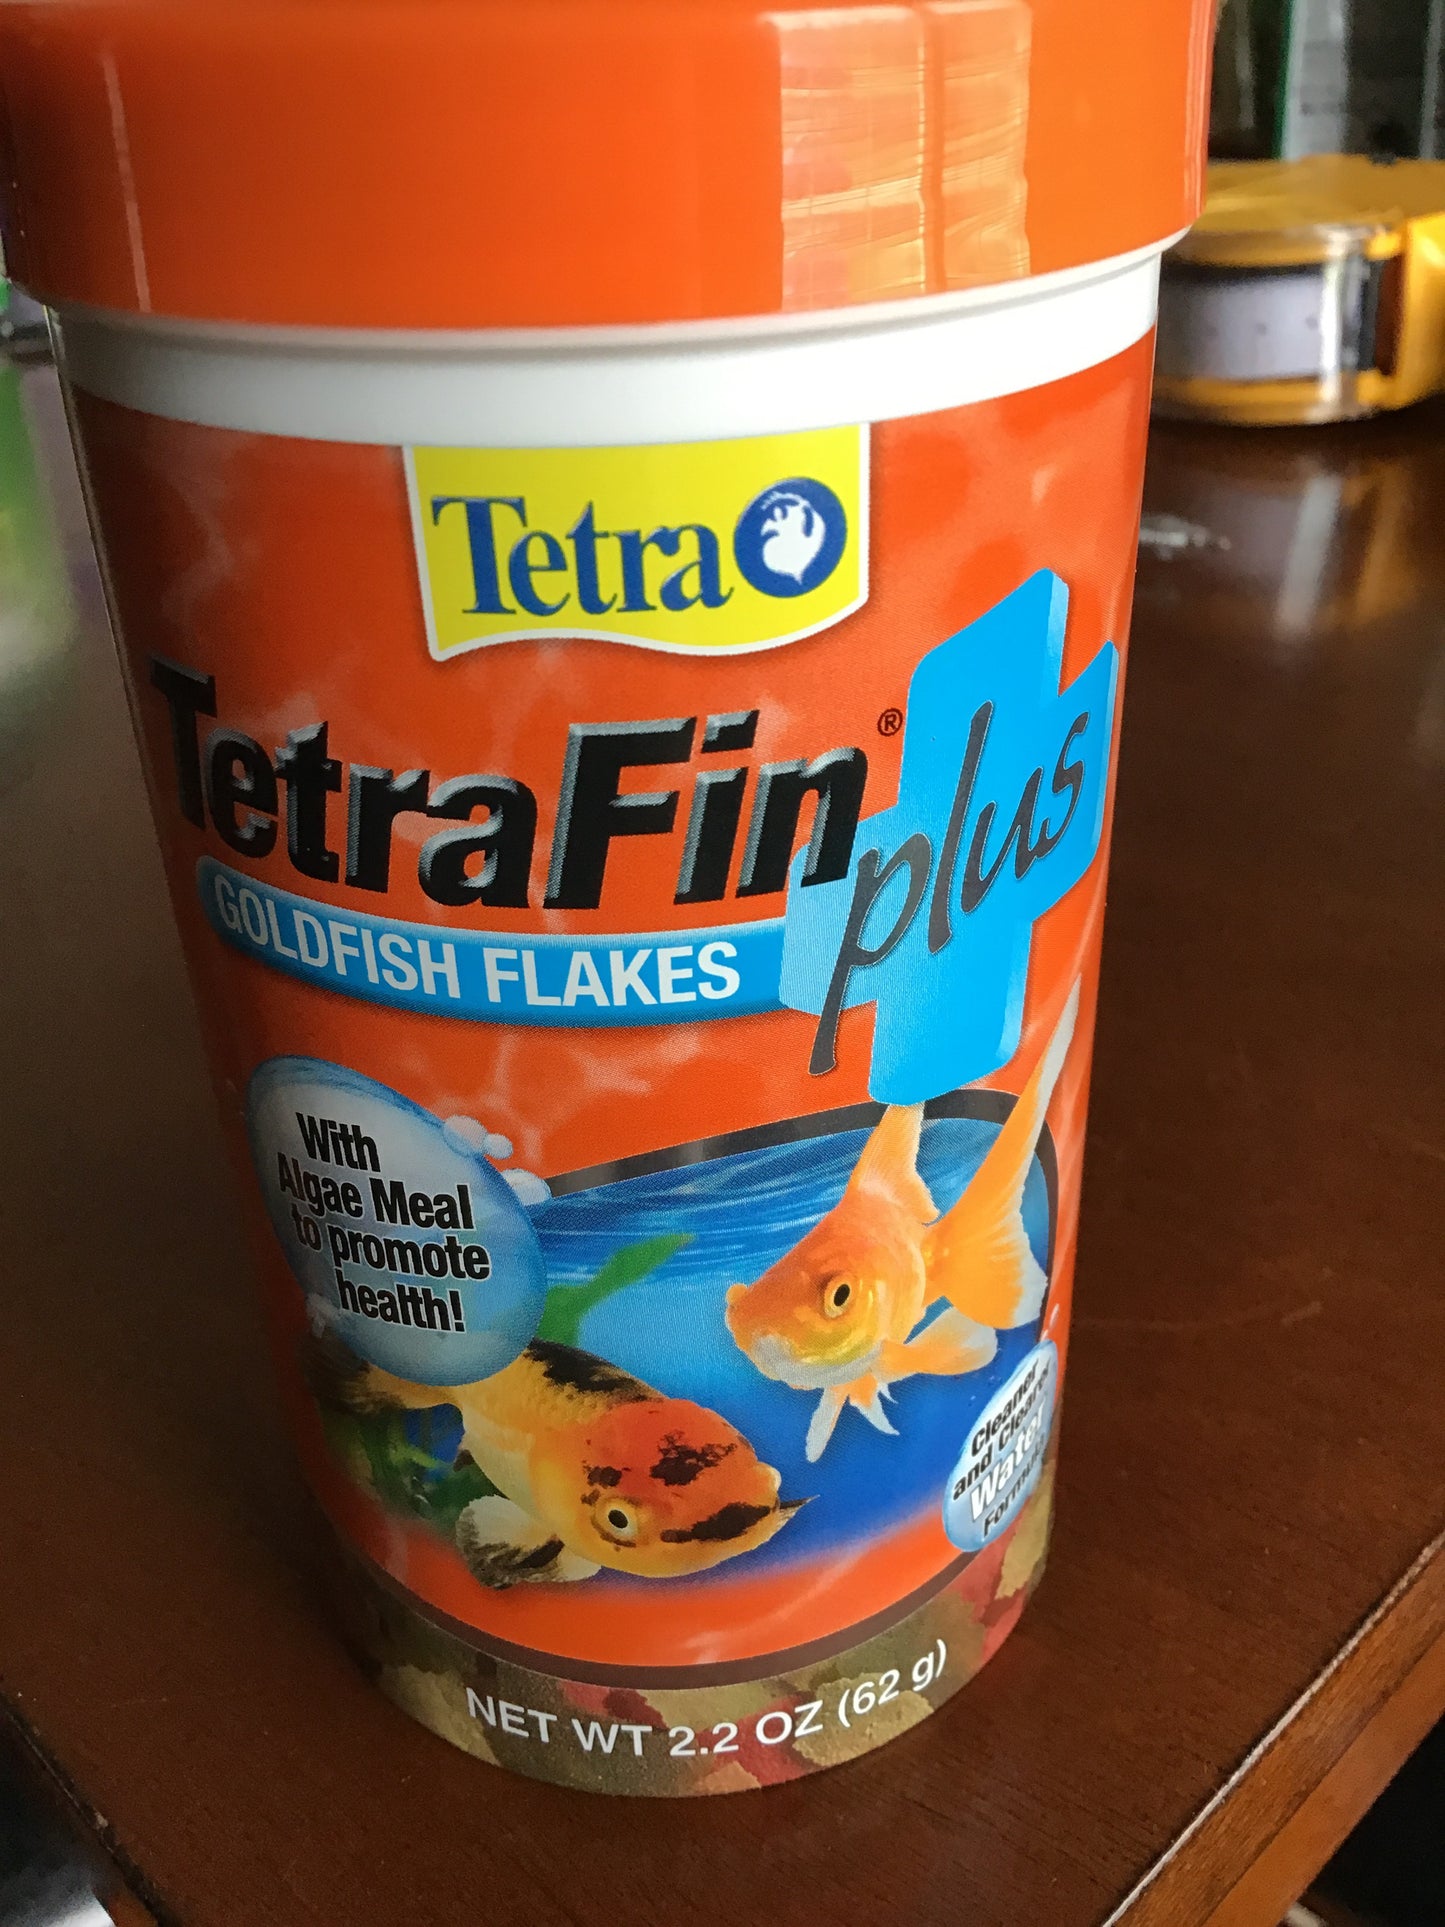 Tetra
TetraFin® plus
GOLDFISH FLAKES
With
Algae Meal
to promote
health!
Cleaner
and Clearer
Water
Formula
NET WT 2.2 OZ (62 g)